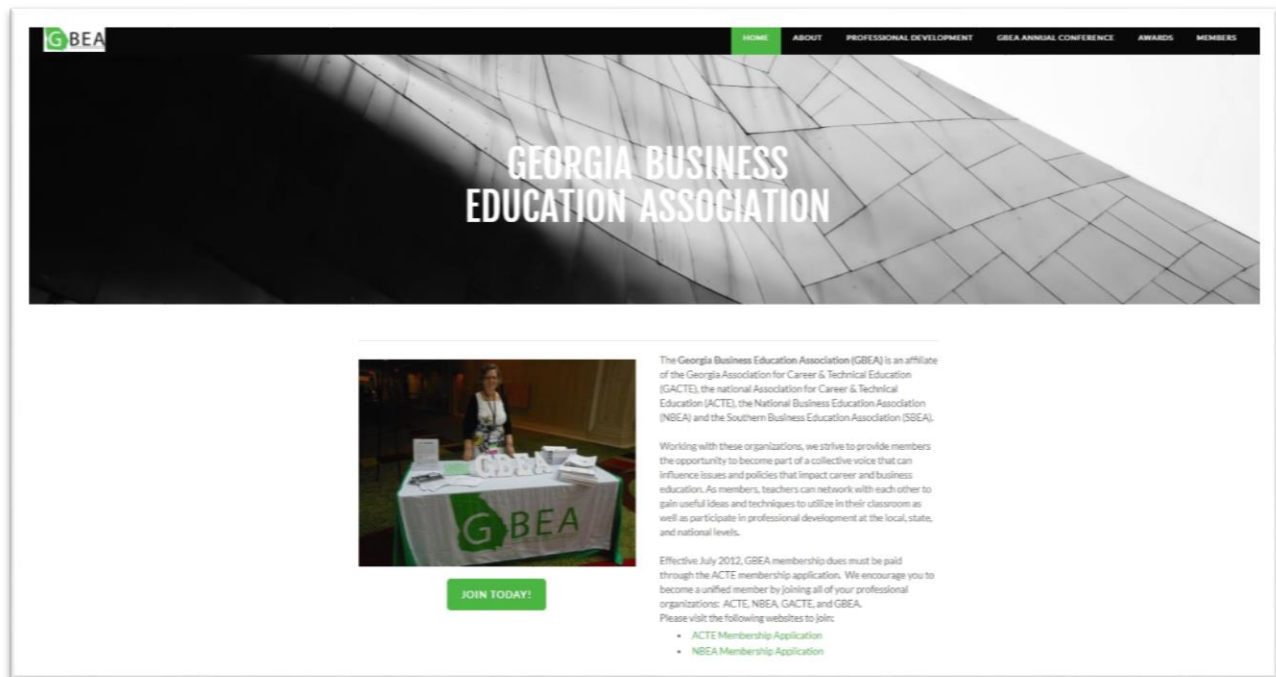 G BEA
HOME ABOUT PROFESSIONAL DEVELOPMENT GBEA ANNUAL CONFERENCE AWARDS MEMBERS
GEORGIA BUSINESS
EDUCATION ASSOCIATION
GBEA
G BEA
JOIN TODAY!
The Georgia Business Education Association (GBEA) is an affiliate
of the Georgia Association for Career & Technical Education
(GACTE), the national Association for Career & Technical
Education (ACTE), the National Business Education Association
(NBEA) and the Southern Business Education Association (SBEA).
Working with these organizations, we strive to provide members
the opportunity to become part of a collective voice that can
influence issues and policies that impact career and business
education. As members, teachers can network with each other to
gain useful ideas and techniques to utilize in their classroom as
well as participate in professional development at the local, state,
and national levels.
Effective July 2012, GBEA membership dues must be paid
through the ACTE membership application. We encourage you to
become a unified member by joining all of your professional
organizations: ACTE, NBEA, GACTE, and GBEA.
Please visit the following websites to join:
• ACTE Membership Application
• NBEA Membership Application